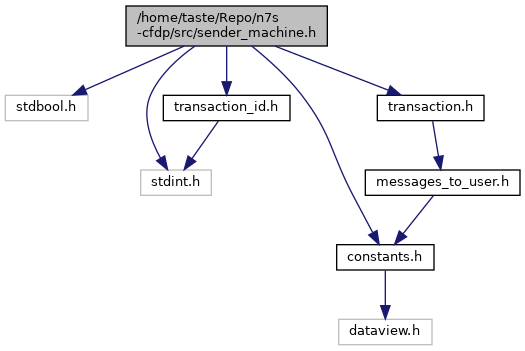 /home/taste/Repo/n7s
-cfdp/src/sender_machine.h
stdbool.h
transaction_id.h
transaction.h
stdint.h
messages_to_user.h
constants.h
dataview.h